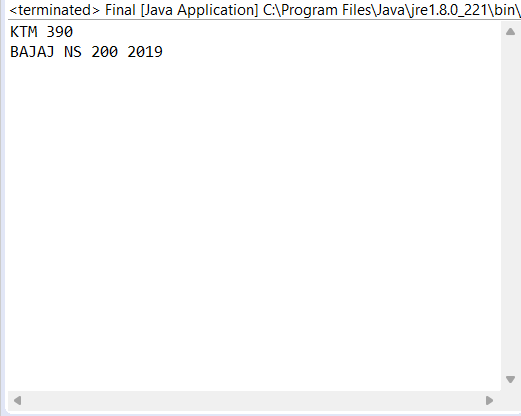 <terminated> Final [Java Application] C:\Program Files\Java\jre1.8.0_221\bin\
KTM 390
BAJAJ NS 200 2019